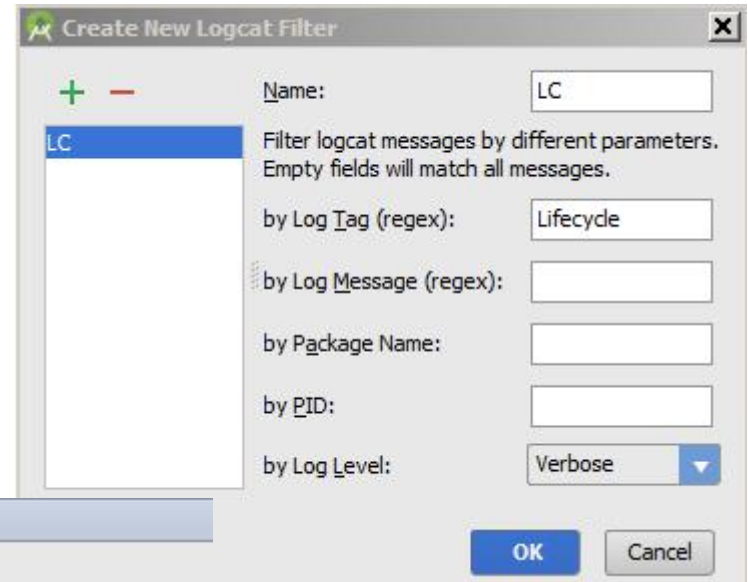 Create New Logcat Filter
Name: LC
LC
Filter logcat messages by different parameters.
Empty fields will match all messages.
by Log Tag (regex): Lifecycle
by Log Message (regex):
by Package Name:
by PID:
by Log Level: Verbose
OK Cancel